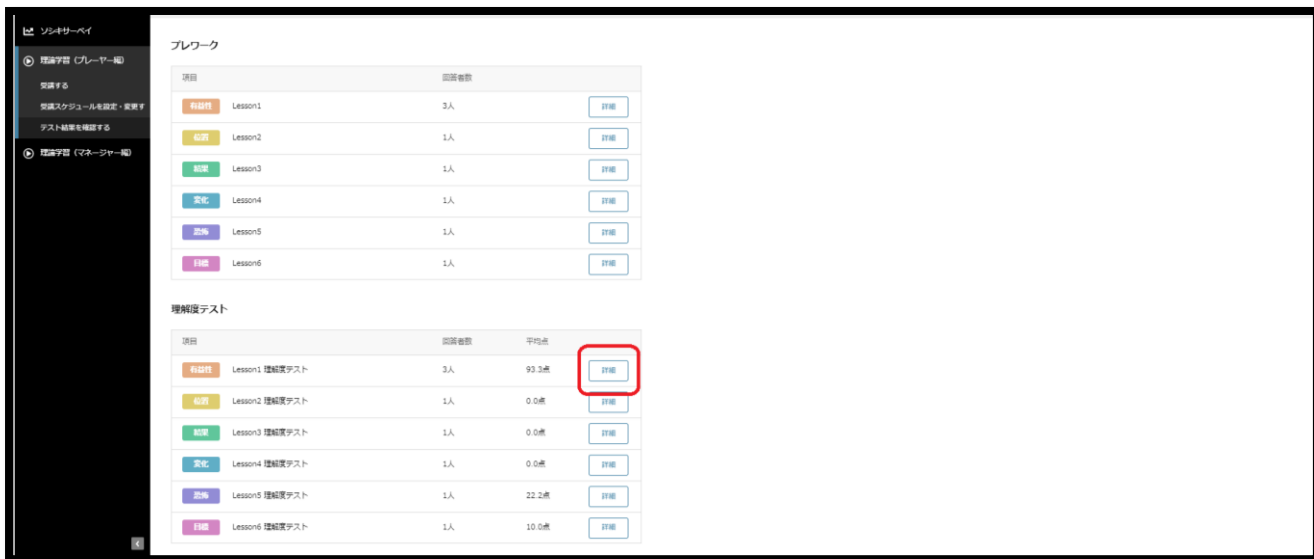 ソシキサーベイ
理論学習（プレーヤー編）
受講する
受講スケジュールを設定・変更す
テスト結果を確認する
理論学習（マネージャー編）
プレワーク
項目 回答者数
有益性 Lesson1 3人 詳細
位置 Lesson2 1人 詳細
結果 Lesson3 1人 詳細
変化 Lesson4 1人 詳細
恐怖 Lesson5 1人 詳細
目標 Lesson6 1人 詳細
理解度テスト
項目 回答者数 平均点
有益性 Lesson1 理解度テスト 3人 93.3点 詳細
位置 Lesson2 理解度テスト 1人 0.0点 詳細
結果 Lesson3 理解度テスト 1人 0.0点 詳細
変化 Lesson4 理解度テスト 1人 0.0点 詳細
恐怖 Lesson5 理解度テスト 1人 22.2点 詳細
目標 Lesson6 理解度テスト 1人 10.0点 詳細